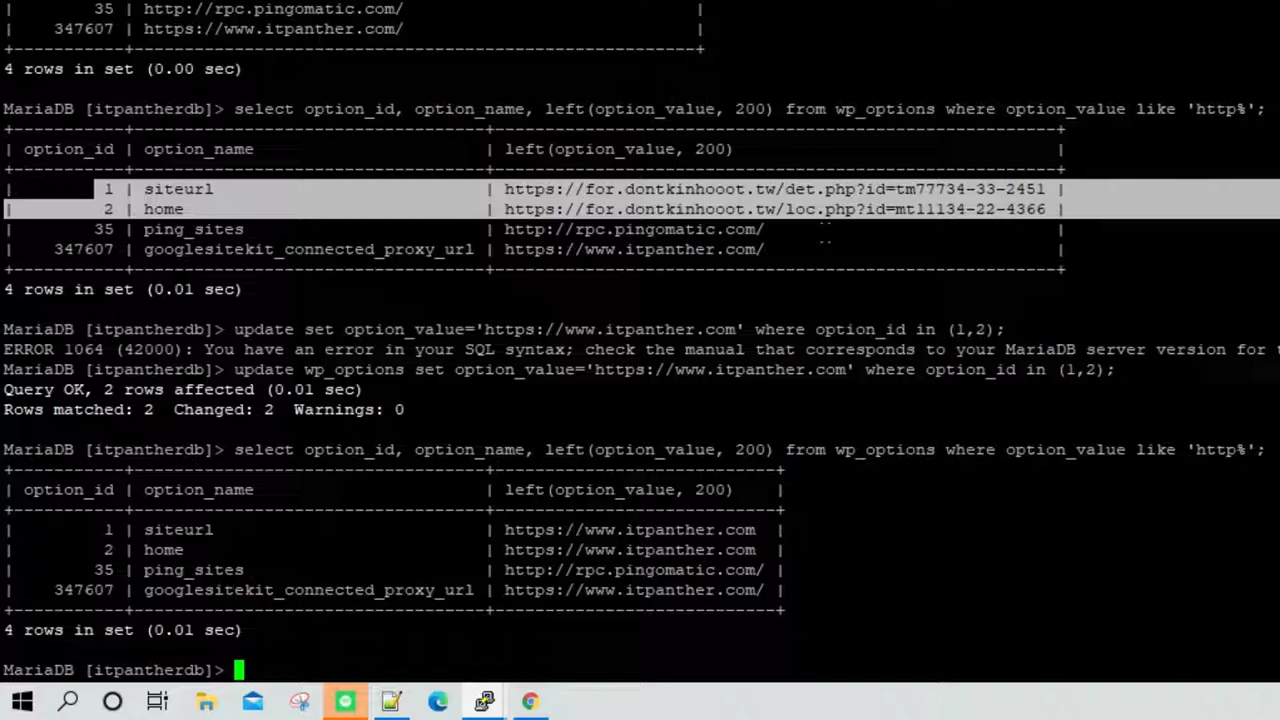 |         35 | http://rpc.pingomatic.com/                              |
|     347607 | https://www.itpanther.com/                              |
+------------+---------------------------------------------------------+
4 rows in set (0.00 sec)
MariaDB [itpantherdb]> select option_id, option_name, left(option_value, 200) from wp_options where option_value like 'http%';
+-----------+-----------------------------------+--------------------------------------------------------+
| option_id | option_name                       | left(option_value, 200)                                |
+-----------+-----------------------------------+--------------------------------------------------------+
|         1 | siteurl                           | https://for.dontkinhooot.tw/det.php?id=tm77734-33-2451 |
|         2 | home                              | https://for.dontkinhooot.tw/loc.php?id=mt11134-22-4366 |
|        35 | ping_sites                        | http://rpc.pingomatic.com/                             |
|    347607 | googlesitekit_connected_proxy_url | https://www.itpanther.com/                             |
+-----------+-----------------------------------+--------------------------------------------------------+
4 rows in set (0.01 sec)
MariaDB [itpantherdb]> update set option_value='https://www.itpanther.com' where option_id in (1,2);
ERROR 1064 (42000): You have an error in your SQL syntax; check the manual that corresponds to your MariaDB server version for
MariaDB [itpantherdb]> update wp_options set option_value='https://www.itpanther.com' where option_id in (1,2);
Query OK, 2 rows affected (0.01 sec)
Rows matched: 2  Changed: 2  Warnings: 0
MariaDB [itpantherdb]> select option_id, option_name, left(option_value, 200) from wp_options where option_value like 'http%';
+-----------+-----------------------------------+----------------------------+
| option_id | option_name                       | left(option_value, 200)    |
+-----------+-----------------------------------+----------------------------+
|         1 | siteurl                           | https://www.itpanther.com  |
|         2 | home                              | https://www.itpanther.com  |
|        35 | ping_sites                        | http://rpc.pingomatic.com/ |
|    347607 | googlesitekit_connected_proxy_url | https://www.itpanther.com/ |
+-----------+-----------------------------------+----------------------------+
4 rows in set (0.01 sec)
MariaDB [itpantherdb]>